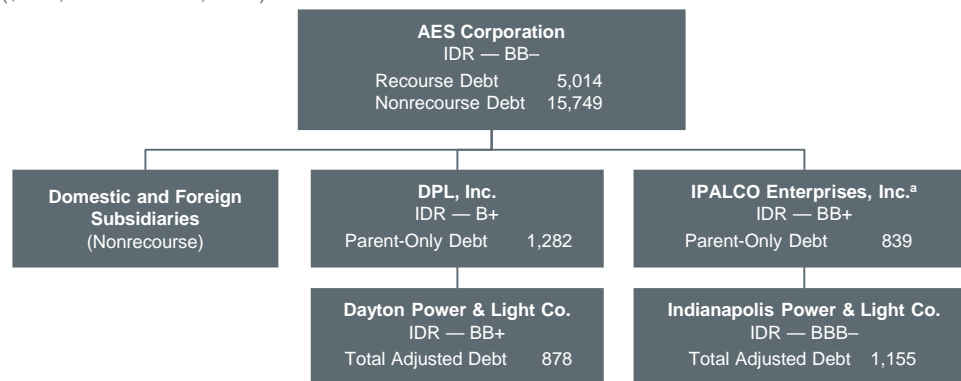 AES Corporation
IDR — BB–
Recourse Debt 5,014
Nonrecourse Debt 15,749
Domestic and Foreign
Subsidiaries
(Nonrecourse)
DPL, Inc.
IDR — B+
Parent-Only Debt 1,282
IPALCO Enterprises, Inc.ª
IDR — BB+
Parent-Only Debt 839
Dayton Power & Light Co.
IDR — BB+
Total Adjusted Debt 878
Indianapolis Power & Light Co.
IDR — BBB–
Total Adjusted Debt 1,155